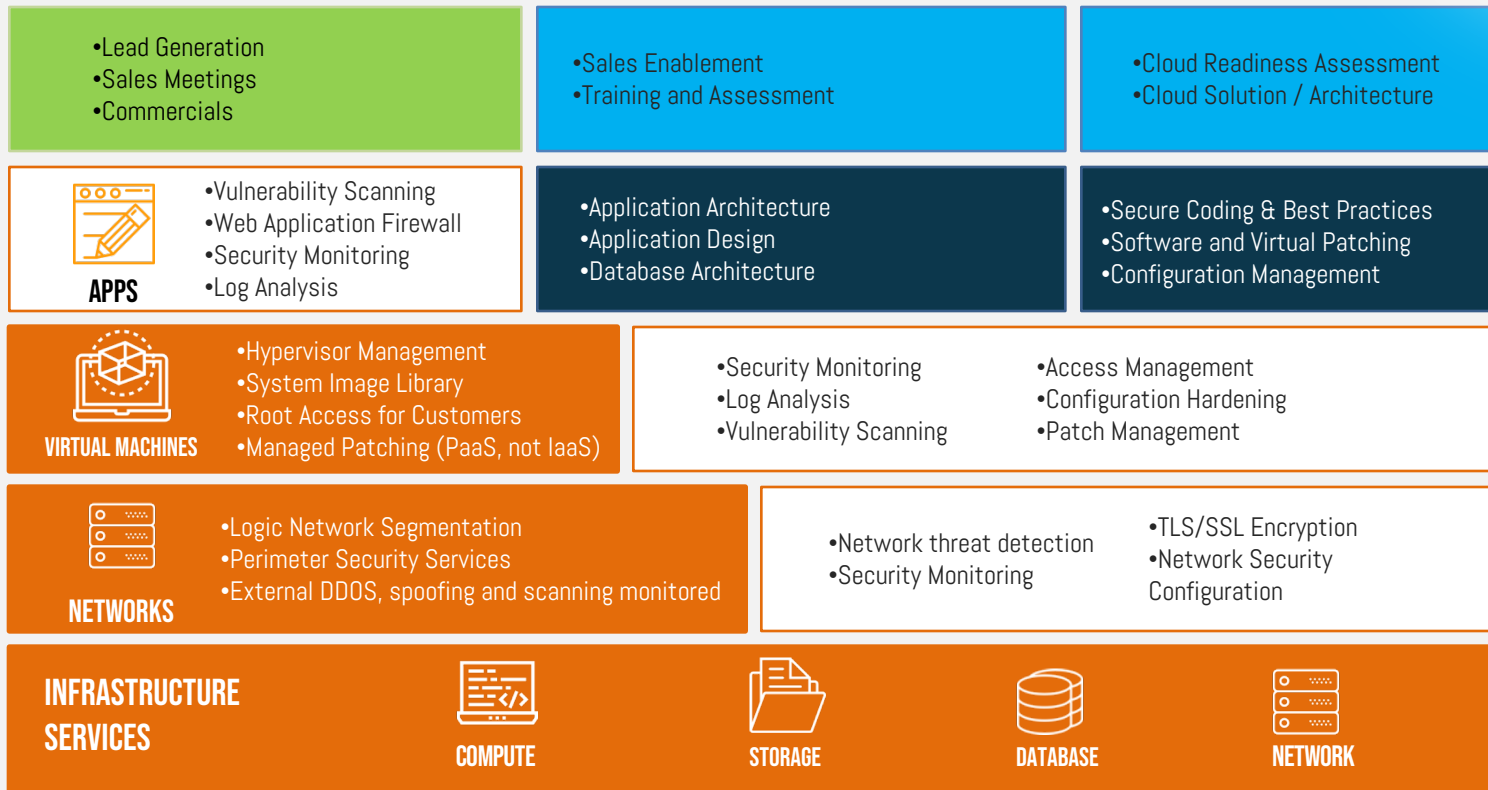 •Lead Generation
•Sales Meetings
•Commercials
•Sales Enablement
•Training and Assessment
•Cloud Readiness Assessment
•Cloud Solution / Architecture
APPS
•Vulnerability Scanning
•Web Application Firewall
•Security Monitoring
•Log Analysis
•Application Architecture
•Application Design
•Database Architecture
•Secure Coding & Best Practices
•Software and Virtual Patching
•Configuration Management
VIRTUAL MACHINES
•Hypervisor Management
•System Image Library
•Root Access for Customers
•Managed Patching (PaaS, not IaaS)
•Security Monitoring
•Log Analysis
•Vulnerability Scanning
•Access Management
•Configuration Hardening
•Patch Management
NETWORKS
•Logic Network Segmentation
•Perimeter Security Services
•External DDOS, spoofing and scanning monitored
•Network threat detection
•Security Monitoring
•TLS/SSL Encryption
•Network Security
Configuration
INFRASTRUCTURE
SERVICES
COMPUTE
STORAGE
DATABASE
NETWORK